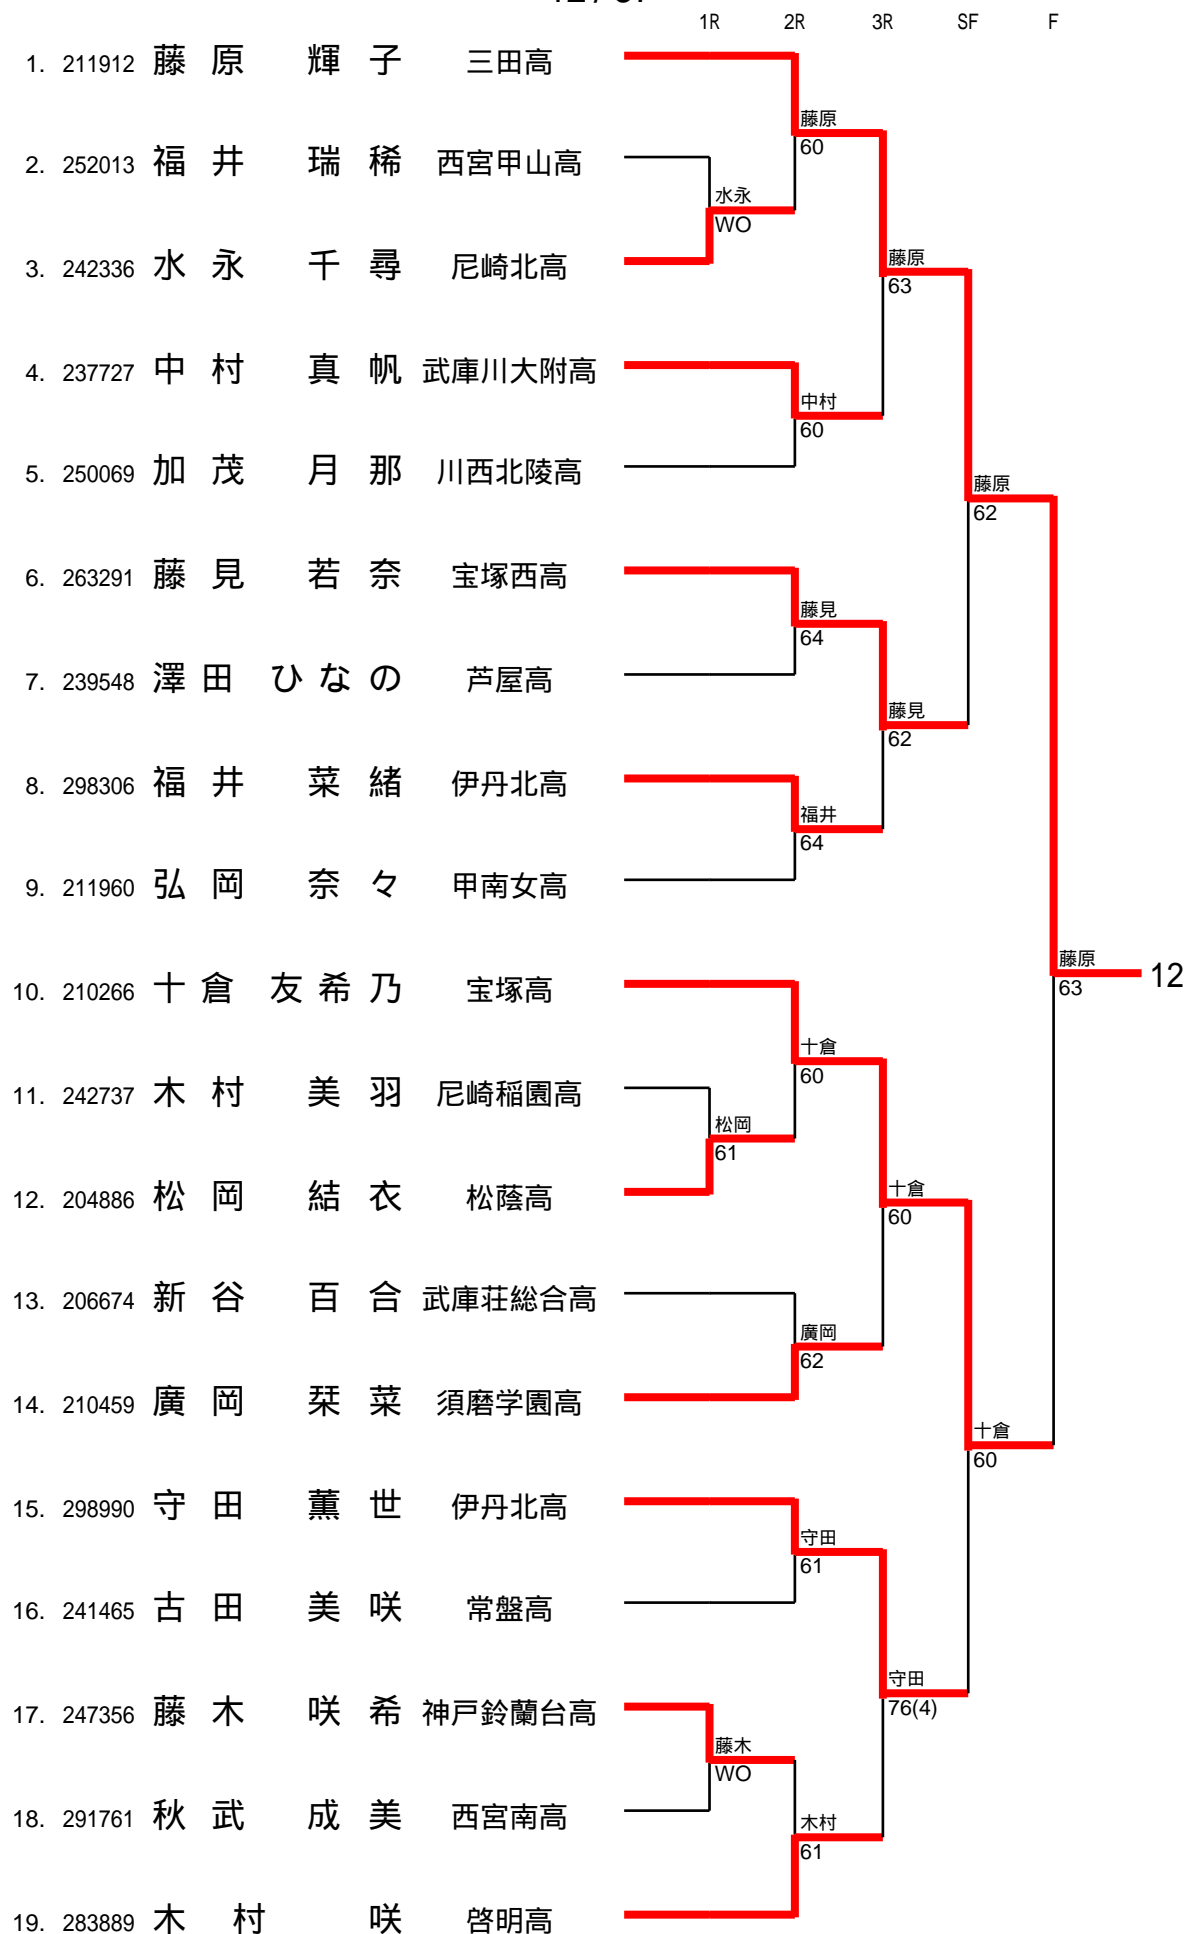 1R 2R 3R SF F
1. 211912 藤原 輝子 三田高
藤原
60
2. 252013 福井 瑞稀 西宮甲山高
水永
WO
3. 242336 水永 千尋 尼崎北高
藤原
63
4. 237727 中村 真帆 武庫川大附高
中村
60
5. 250069 加茂 月那 川西北陵高
藤原
62
6. 263291 藤見 若奈 宝塚西高
藤見
64
7. 239548 澤田 ひなの 芦屋高
藤見
62
8. 298306 福井 菜緒 伊丹北高
福井
64
9. 211960 弘岡 奈々 甲南女高
藤原
63
12
10. 210266 十倉 友希乃 宝塚高
十倉
60
11. 242737 木村 美羽 尼崎稲園高
松岡
61
12. 204886 松岡 結衣 松蔭高
十倉
60
13. 206674 新谷 百合 武庫荘総合高
廣岡
62
14. 210459 廣岡 栞菜 須磨学園高
十倉
60
15. 298990 守田 薫世 伊丹北高
守田
61
16. 241465 古田 美咲 常盤高
守田
76(4)
17. 247356 藤木 咲希 神戸鈴蘭台高
藤木
WO
18. 291761 秋武 成美 西宮南高
木村
61
19. 283889 木村 咲 啓明高